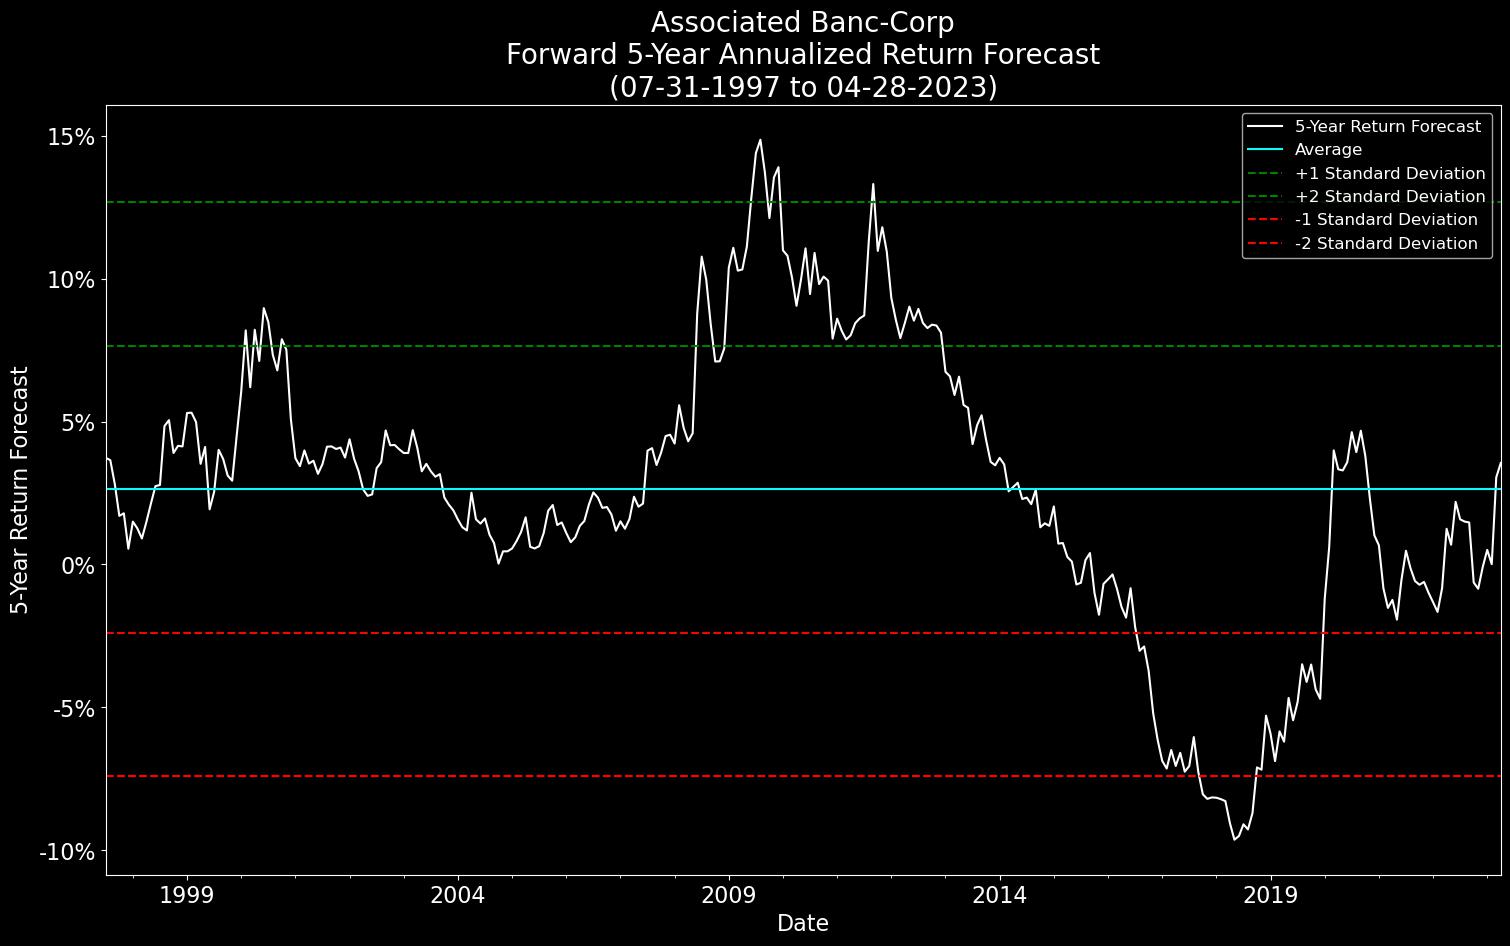 Associated Banc-Corp
Forward 5-Year Annualized Return Forecast
(07-31-1997 to 04-28-2023)
5-Year Return Forecast
15%
10%
5%
0%
-5%
-10%
5-Year Return Forecast
Average
+1 Standard Deviation
+2 Standard Deviation
-1 Standard Deviation
-2 Standard Deviation
1999
2004
2009
2014
2019
Date